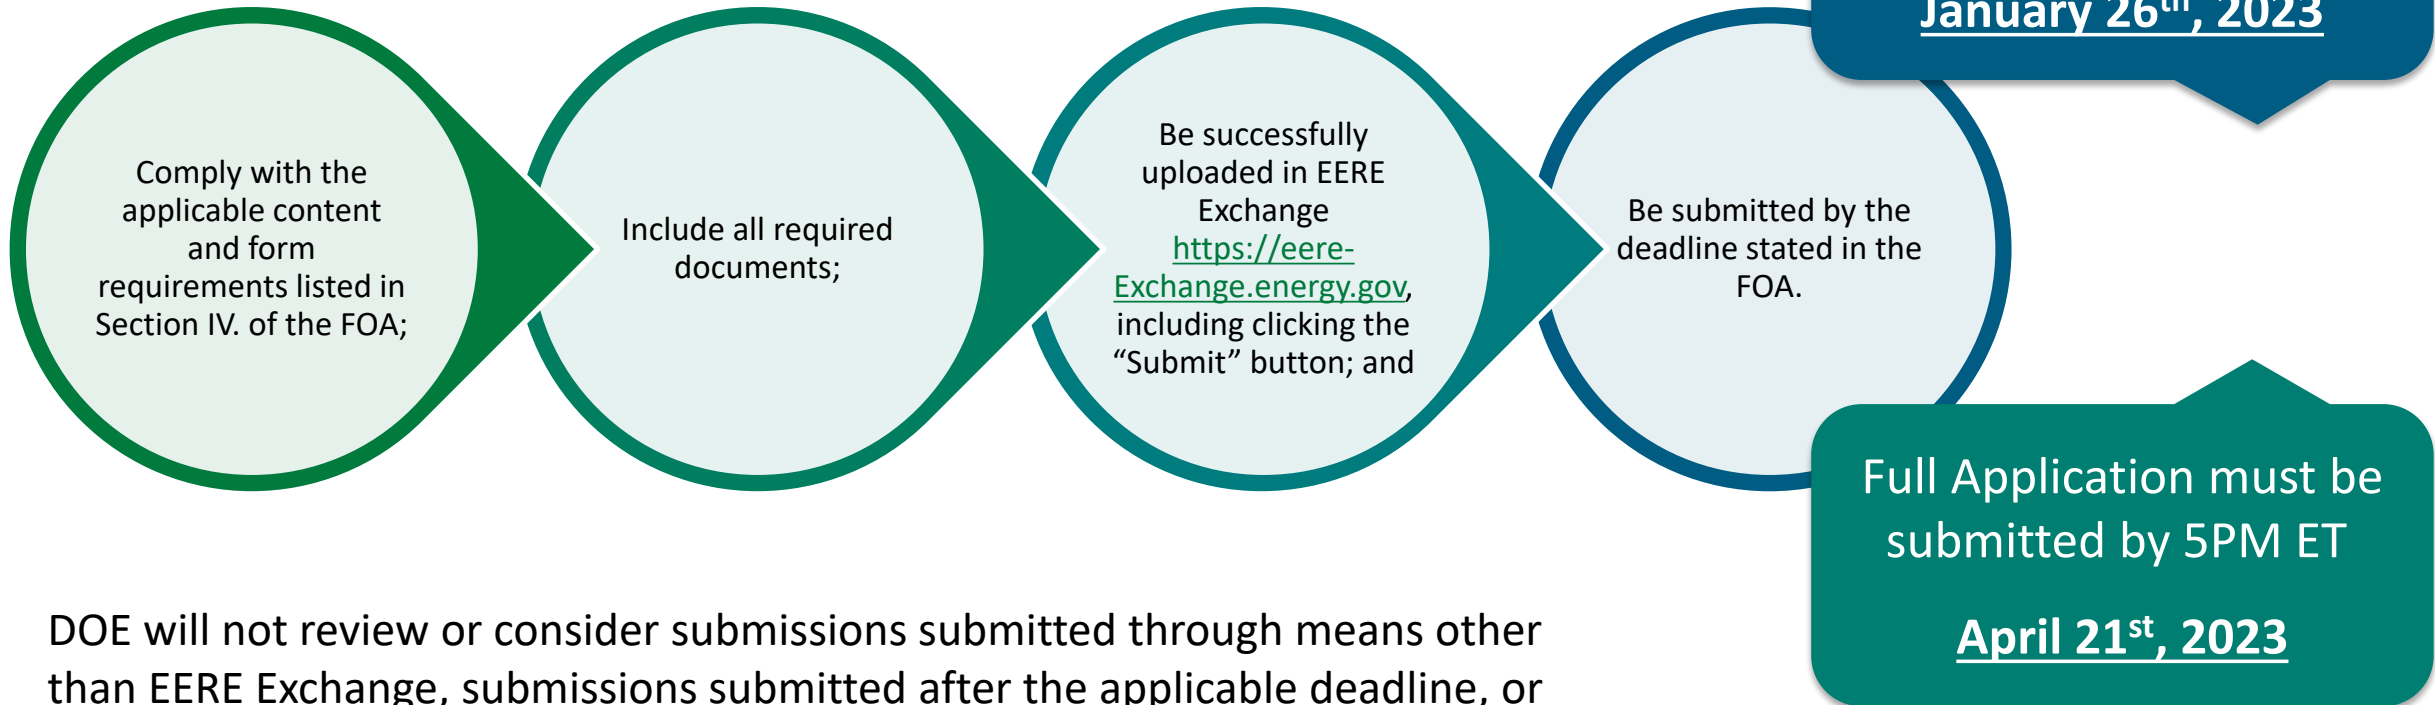 January 26th, 2023
Comply with the
applicable content
and form
requirements listed in
Section IV. of the FOA;
Include all required
documents;
Be successfully
uploaded in EERE
Exchange
https://eere-
Exchange.energy.gov,
including clicking the
“Submit” button; and
Be submitted by the
deadline stated in the
FOA.
Full Application must be
submitted by 5PM ET
April 21st, 2023
DOE will not review or consider submissions submitted through means other
than EERE Exchange, submissions submitted after the applicable deadline, or